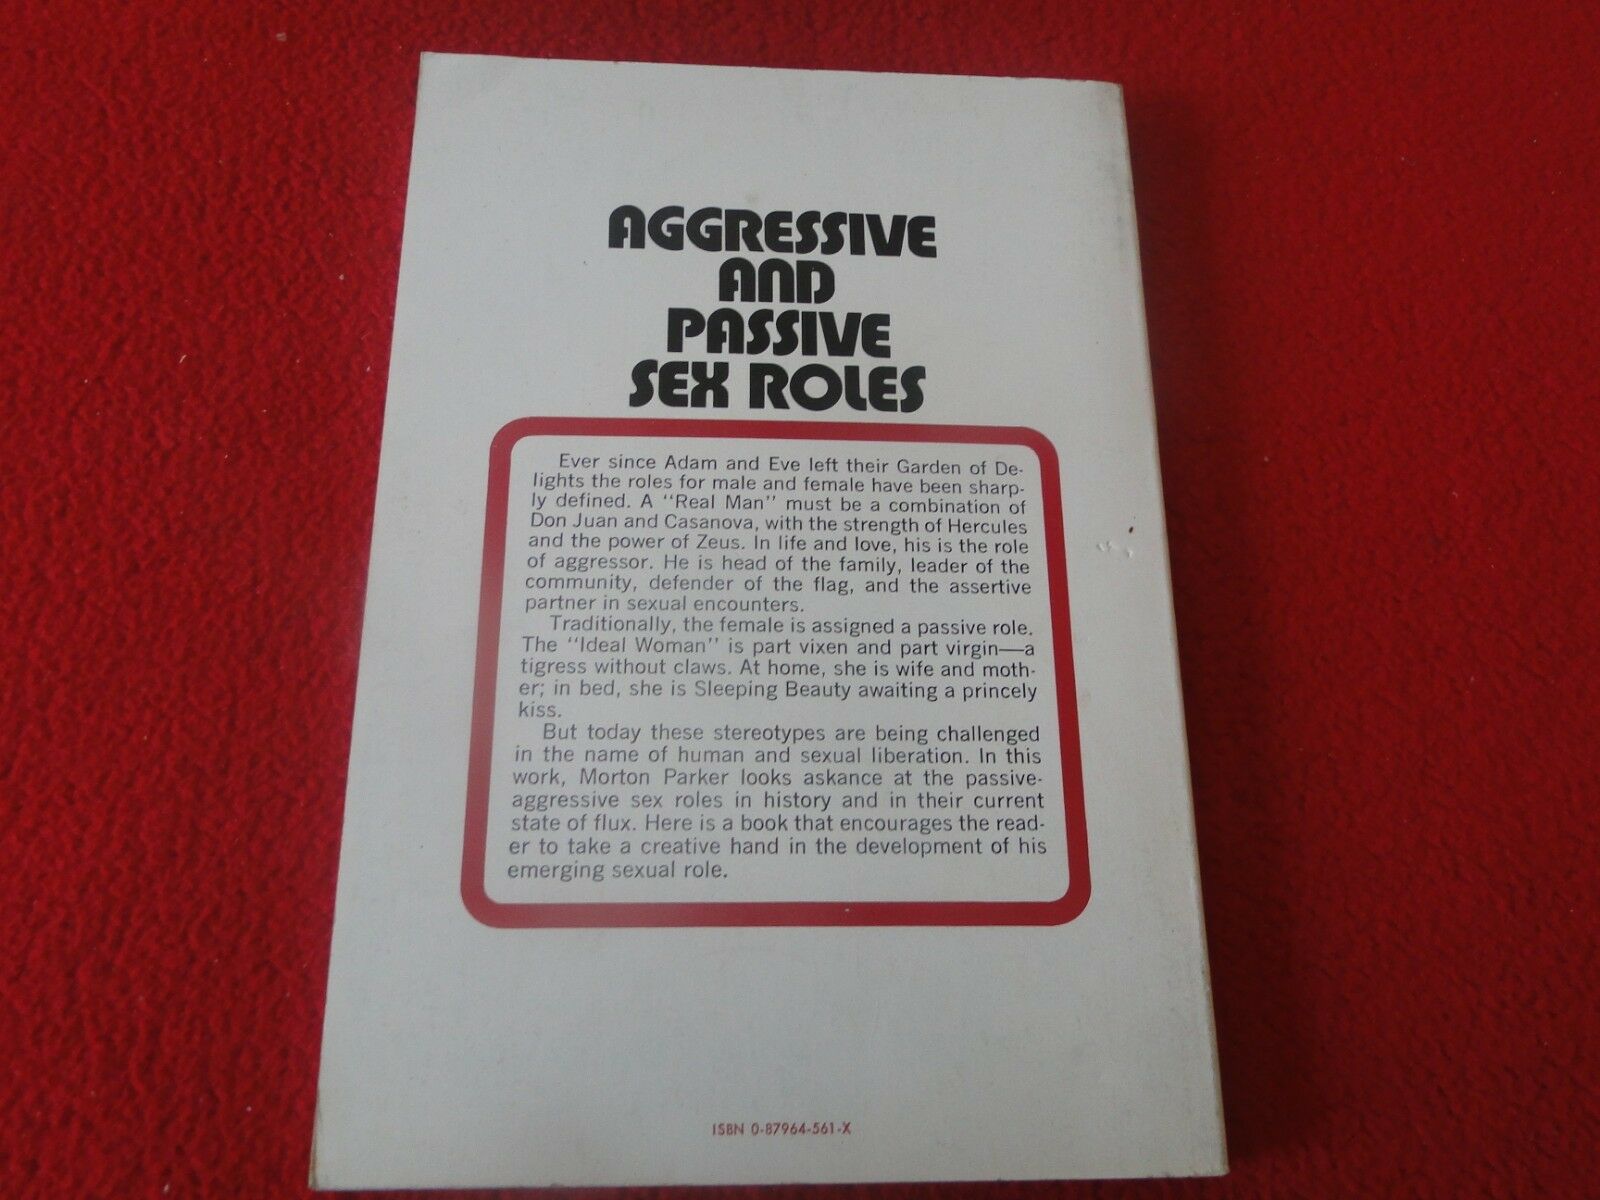 AGGRESSIVE
AND
PASSIVE
SEX ROLES
Ever since Adam and Eve left their Garden of De-
lights the roles for male and female have been sharp-
ly defined. A "Real Man" must be a combination of
Don Juan and Casanova, with the strength of Hercules
and the power of Zeus. In life and love, his is the role
of aggressor. He is head of the family, leader of the
community, defender of the flag, and the assertive
partner in sexual encounters.
Traditionally, the female is assigned a passive role.
The "Ideal Woman" is part vixen and part virgin—a
tigress without claws. At home, she is wife and moth-
er; in bed, she is Sleeping Beauty awaiting a princely
kiss.
But today these stereotypes are being challenged
in the name of human and sexual liberation. In this
work, Morton Parker looks askance at the passive-
aggressive sex roles in history and in their current
state of flux. Here is a book that encourages the read-
er to take a creative hand in the development of his
emerging sexual role.
ISBN 0-87964-561-X